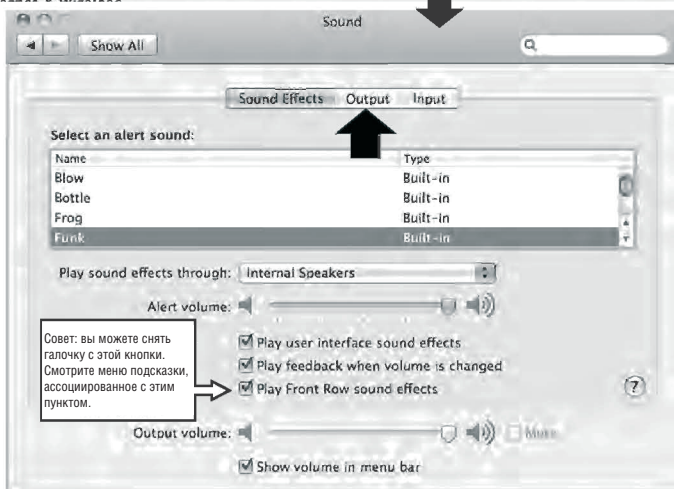 Sound
Show All
Sound Effects Output Input
Select an alert sound:
Name Type
Blow Built-in
Bottle Built-in
Frog Built-in
Funk Built-in
Play sound effects through: Internal Speakers
Alert volume:
Play user interface sound effects
Play feedback when volume is changed
Play Front Row sound effects
?
Совет: вы можете снять
галочку с этой кнопки.
Смотрите меню подсказки,
ассоциированное с этим
пунктом.
Output volume: Mute
Show volume in menu bar